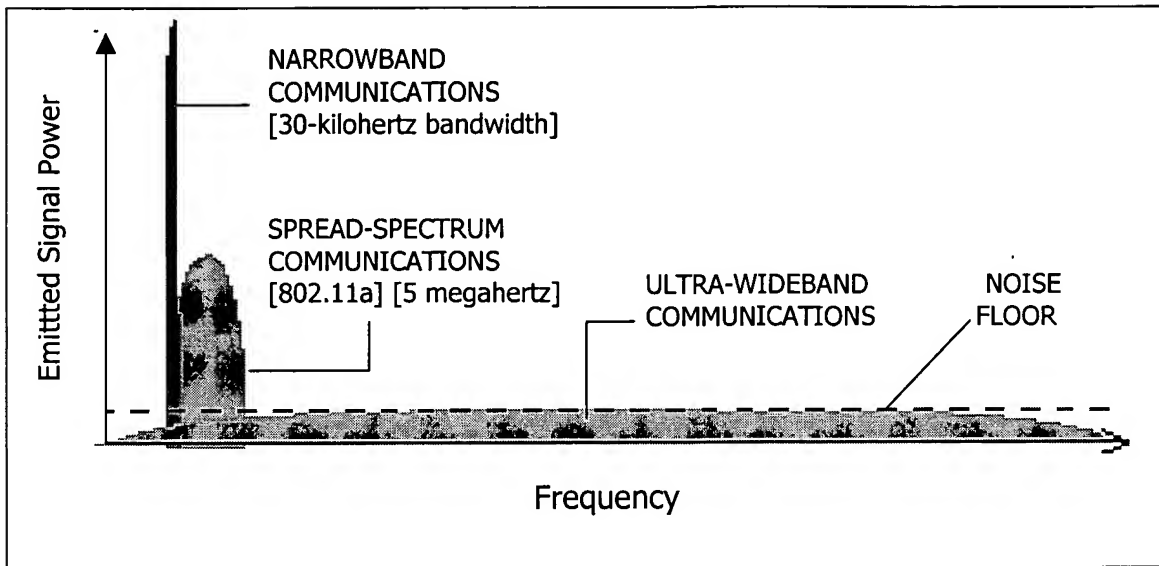 NARROWBAND
COMMUNICATIONS
[30-kilohertz bandwidth]
SPREAD-SPECTRUM
COMMUNICATIONS
[802.11a] [5 megahertz]
ULTRA-WIDEBAND
COMMUNICATIONS
NOISE
FLOOR
Emittted Signal Power
Frequency